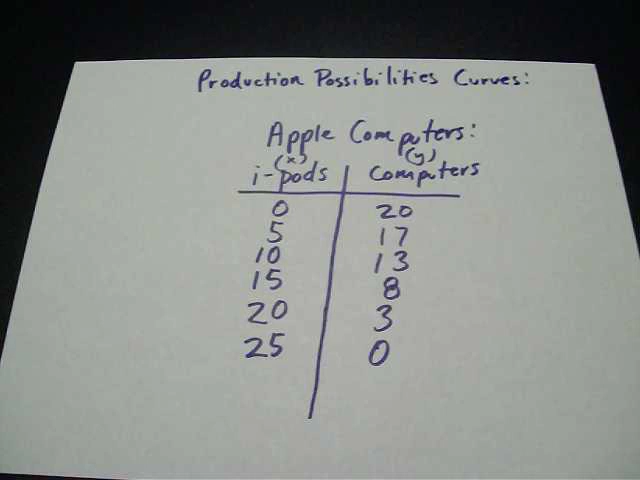 Production Possibilities Curves:
Apple Computers:
(x) (y)
i-pods computers
0 20
5 17
10 13
15 8
20 3
25 0